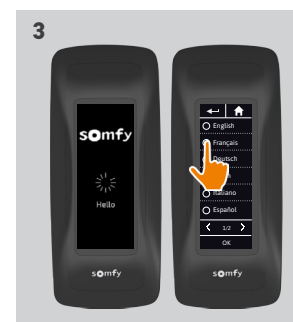 3
somfy
Hello
somfy
English
Français
Deutsch
Italiano
Español
1/2
OK
somfy